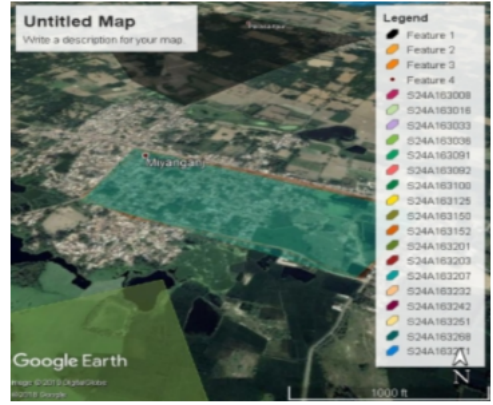 Untitled Map
Write a description for your map.
Miyanganj
Google Earth
1000 ft
N
Legend
Feature 1
Feature 2
Feature 3
Feature 4
S24A163008
S24A163016
S24A163033
S24A163036
S24A163091
S24A163092
S24A163100
S24A163125
S24A163150
S24A163152
S24A163201
S24A163203
S24A163207
S24A163232
S24A163242
S24A163251
S24A163268